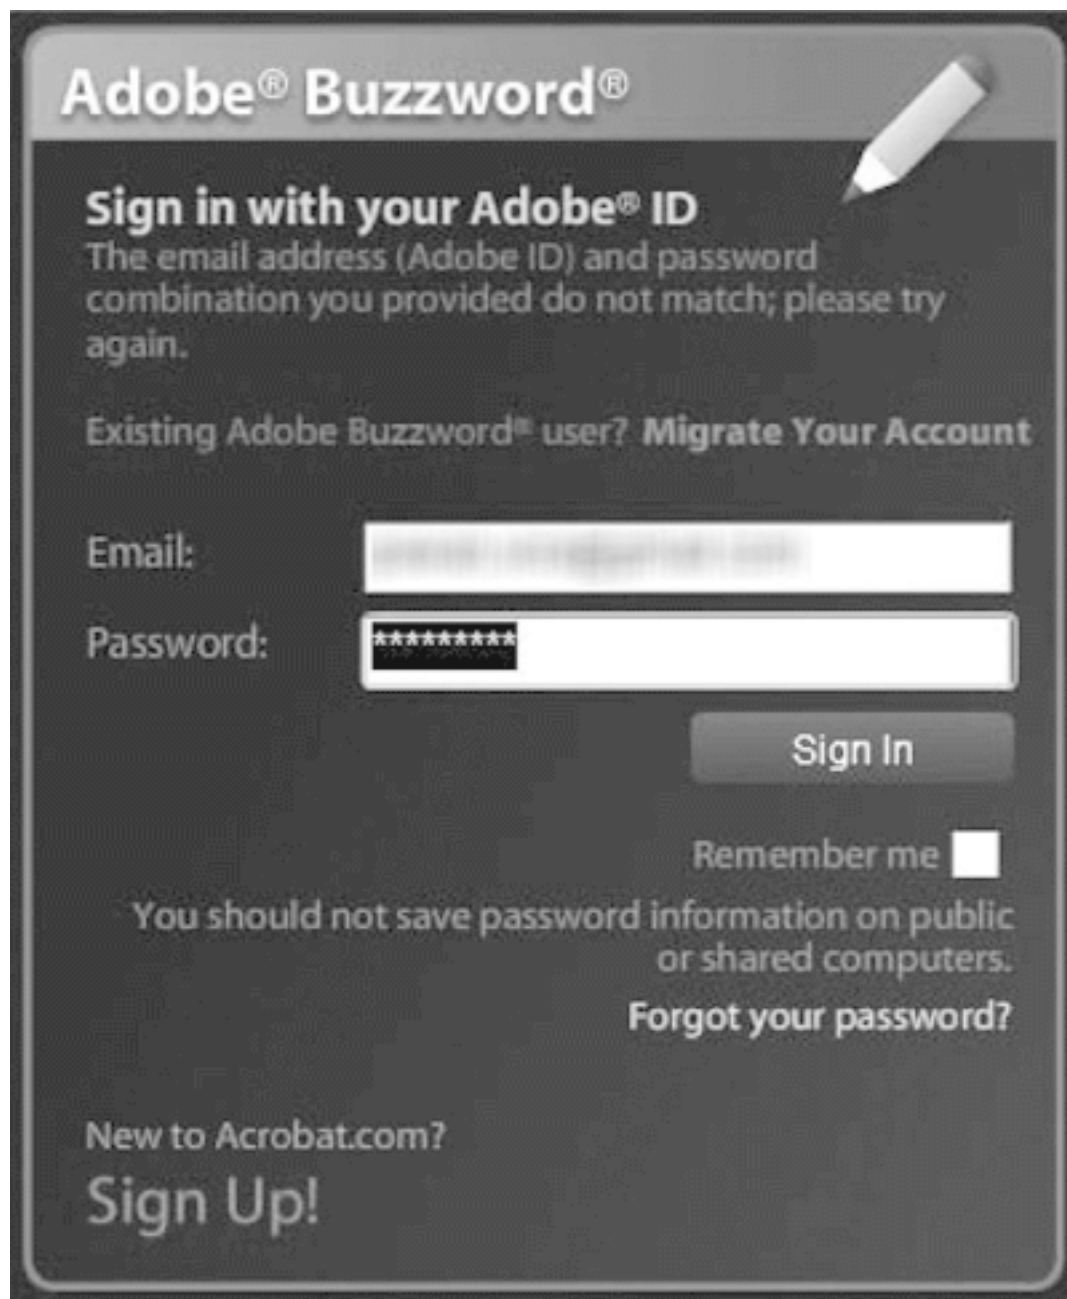 Adobe® Buzzword®
Sign in with your Adobe® ID
The email address (Adobe ID) and password
combination you provided do not match; please try
again.
Existing Adobe Buzzword® user? Migrate Your Account
Email:
Password: *********
Sign In
Remember me
You should not save password information on public
or shared computers.
Forgot your password?
New to Acrobat.com?
Sign Up!